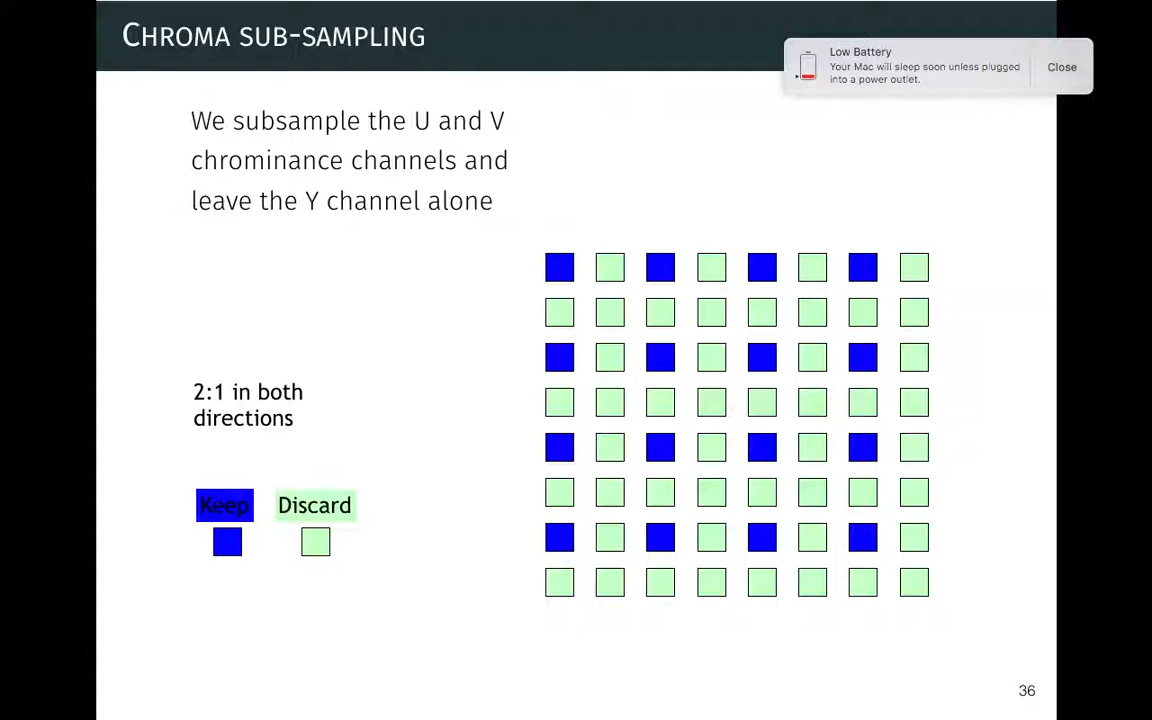 CHROMA SUB-SAMPLING
Low Battery
Your Mac will sleep soon unless plugged
into a power outlet.
Close
We subsample the U and V
chrominance channels and
leave the Y channel alone
2:1 in both
directions
Keep Discard
36